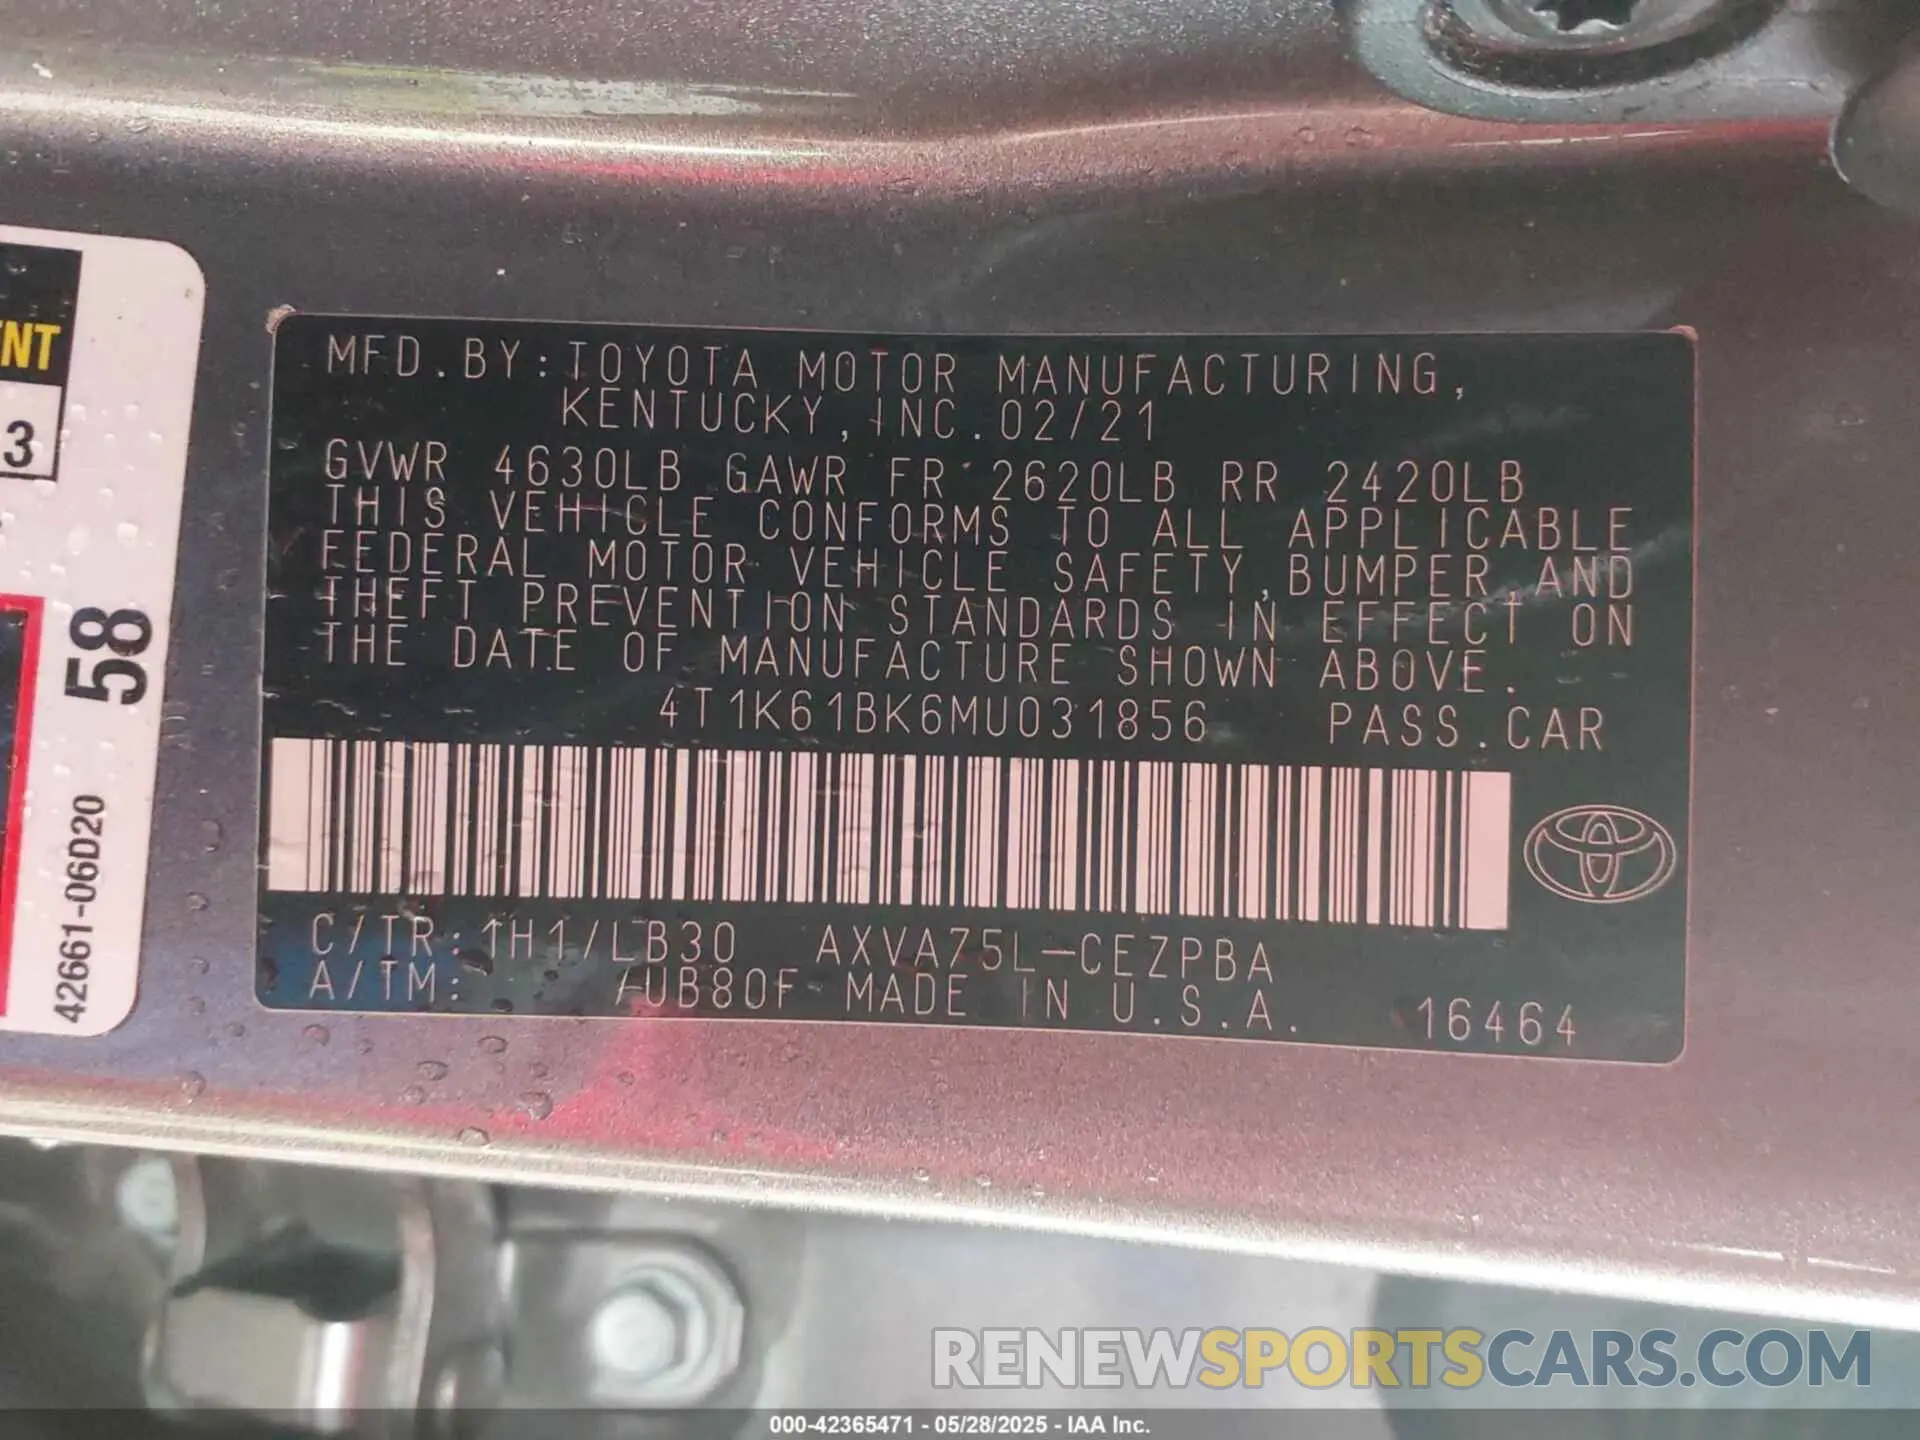 MFD.BY:TOYOTA MOTOR MANUFACTURING,
KENTUCKY,INC.02/21
GVWR 4630LB GAWR FR 2620LB RR 2420LB
THIS VEHICLE CONFORMS TO ALL APPLICABLE
FEDERAL MOTOR VEHICLE SAFETY,BUMPER,AND
THEFT PREVENTION STANDARDS IN EFFECT ON
THE DATE OF MANUFACTURE SHOWN ABOVE.
4T1K61BK6MU031856 PASS.CAR
C/TR:1H1/LB30 AXVA75L-CEZPBA
A/TM: /UB80F MADE IN U.S.A. 16464
NT
3
58
42661-06D20
RENEWSPORTSCARS.COM
000-42365471 - 05/28/2025 - IAA Inc.